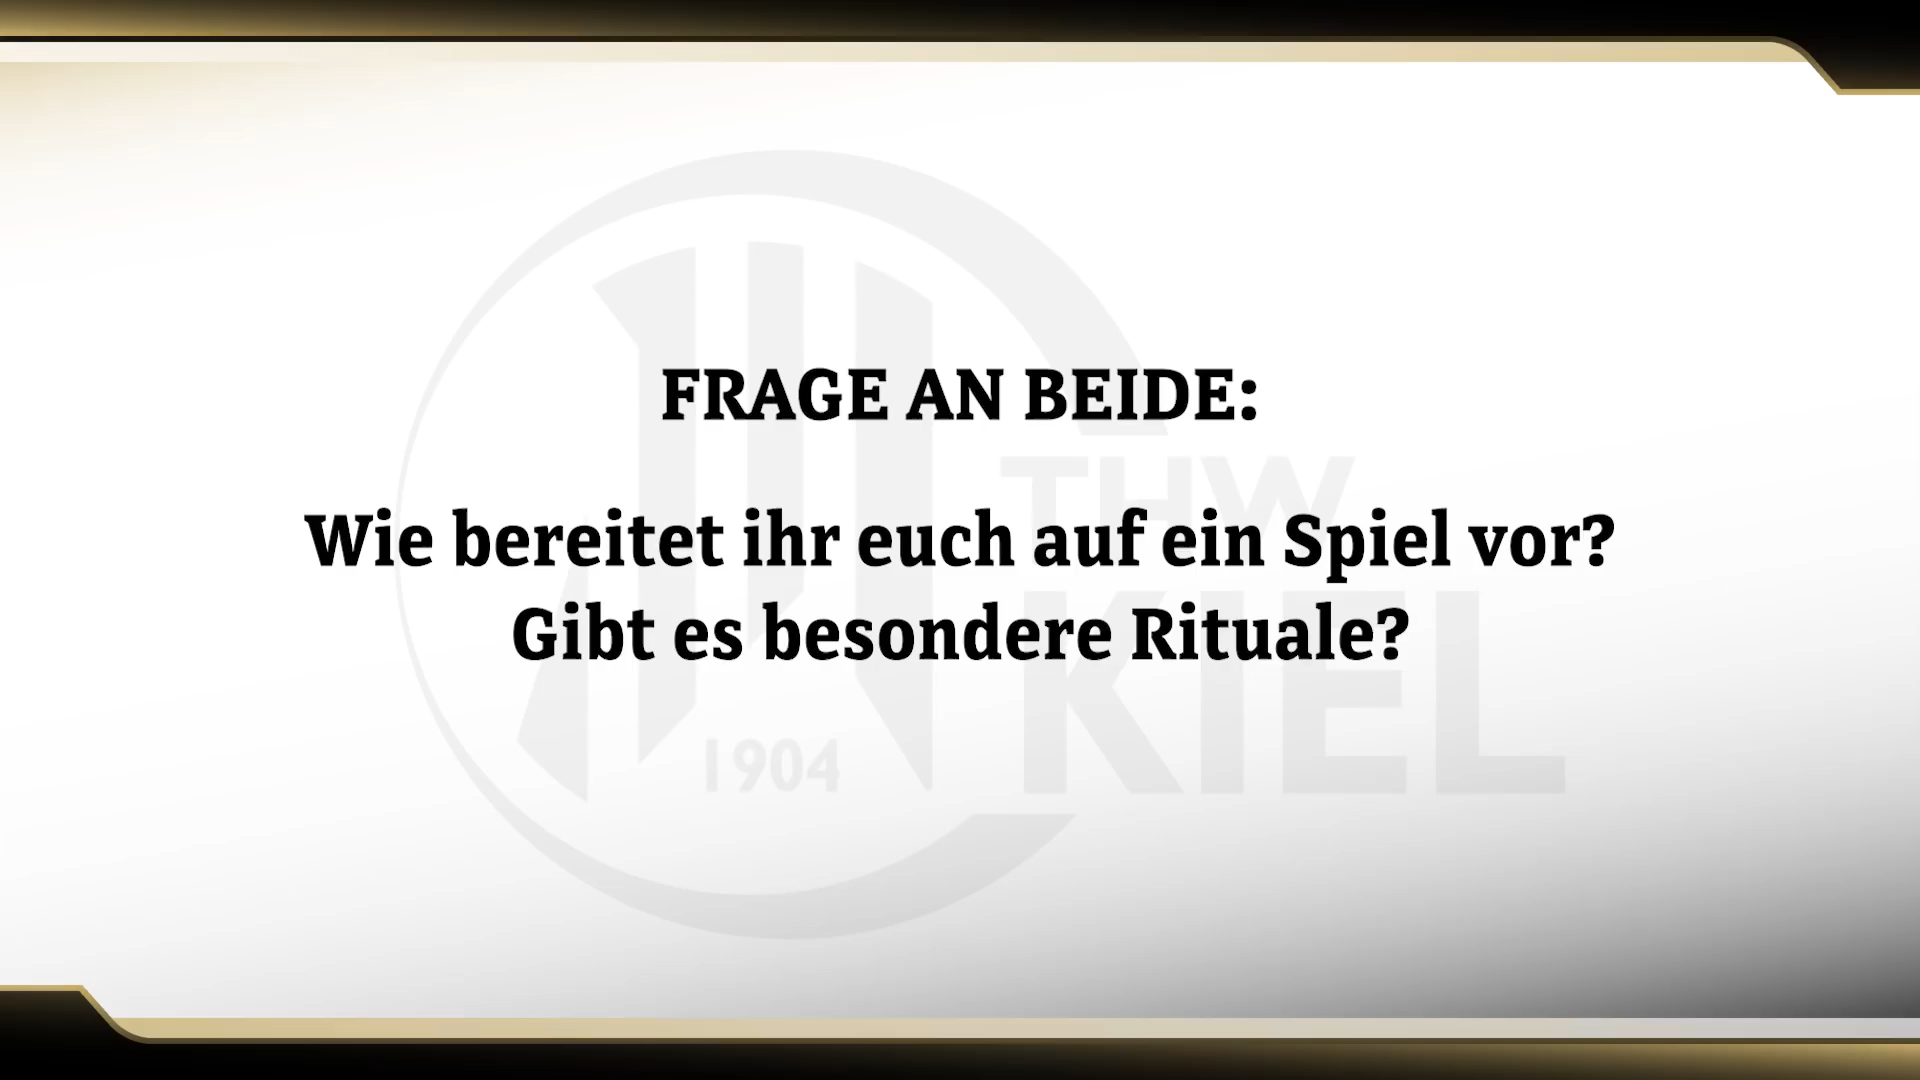 FRAGE AN BEIDE:
Wie bereitet ihr euch auf ein Spiel vor?
Gibt es besondere Rituale?
THW
KIEL
1904